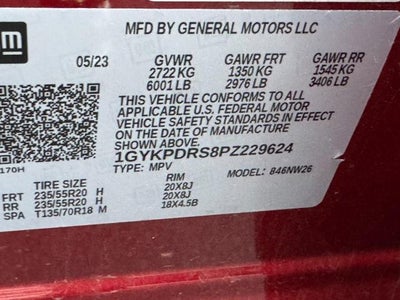 gm
MFD BY GENERAL MOTORS LLC
05/23 GVWR GAWR FRT GAWR RR
2722 KG 1350 KG 1545 KG
6001 LB 2976 LB 3406 LB
THIS VEHICLE CONFORMS TO ALL
APPLICABLE U.S. FEDERAL MOTOR
VEHICLE SAFETY STANDARDS IN
EFFECT ON THE DATE OF MANUFACTURE
SHOWN ABOVE.
170H 1GYKPDRS8PZ229624
TYPE: MPV MODEL: 846NW26
TIRE SIZE RIM
FRT 235/55R20 H 20X8J
RR 235/55R20 H 20X8J
SPA T135/70R18 M 18X4.5B